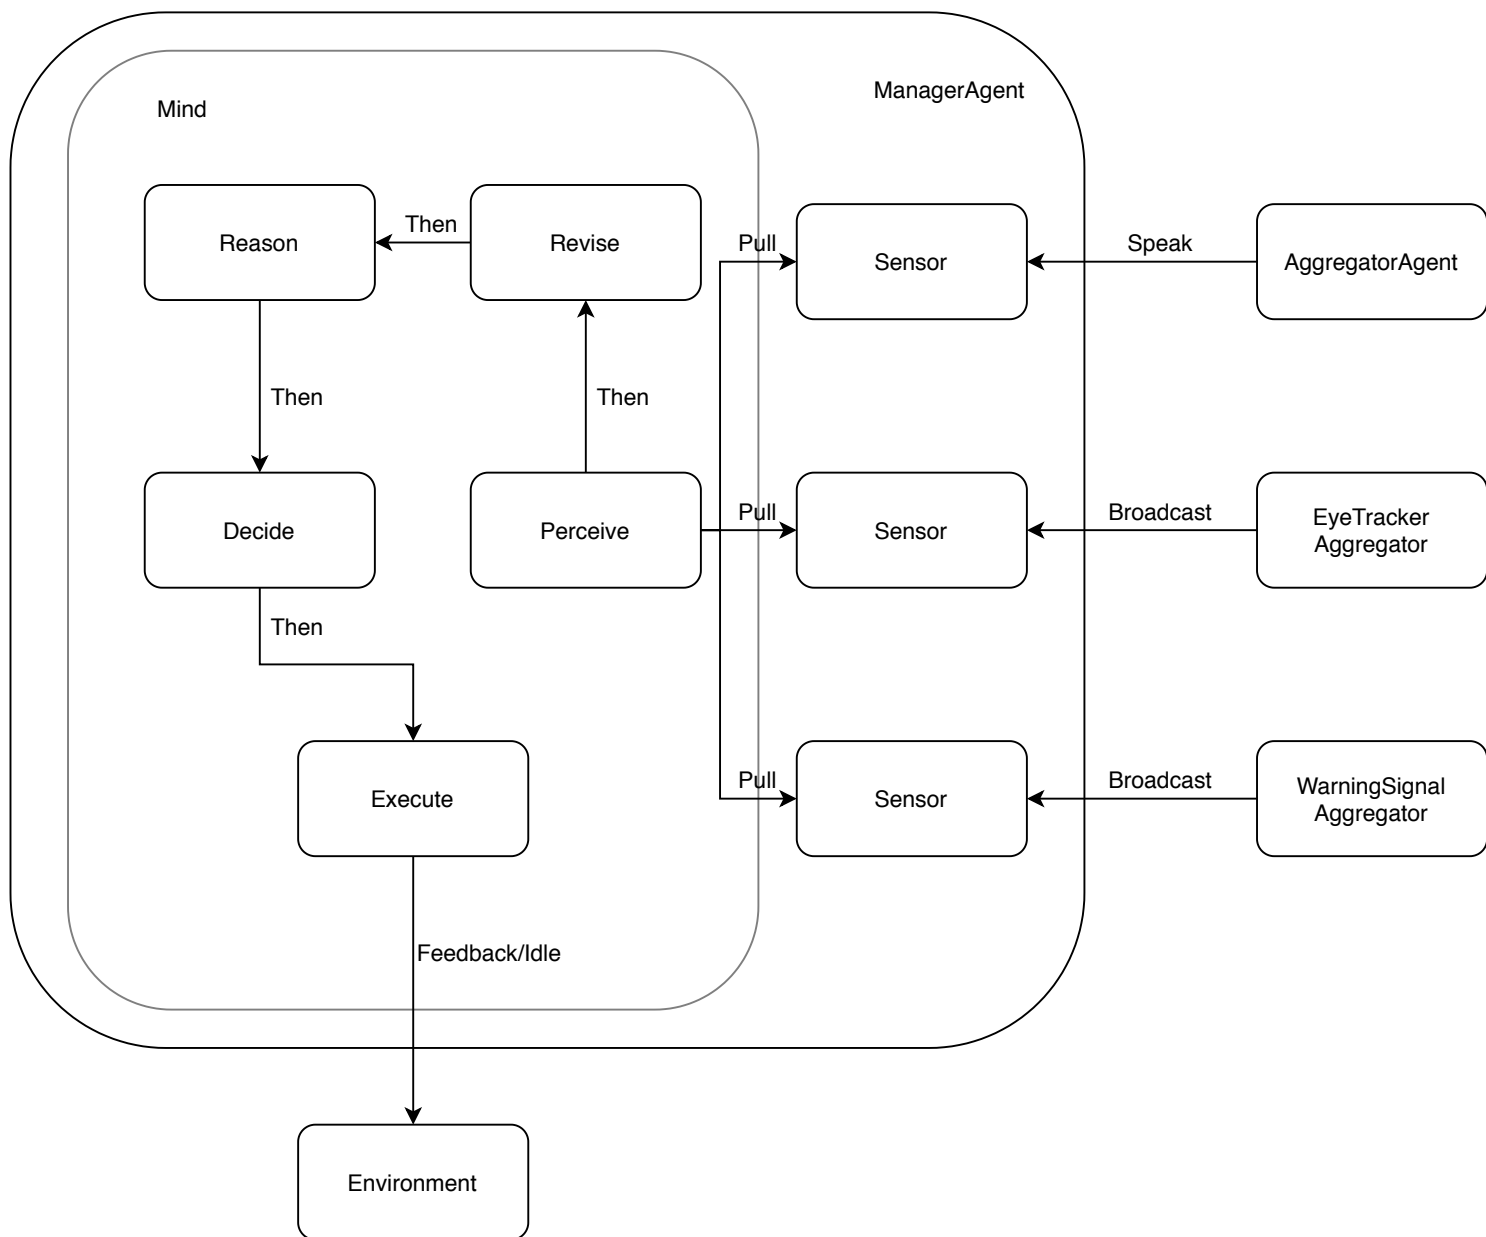 ManagerAgent
Mind
Reason
Then
Revise
Pull
Sensor
Speak
AggregatorAgent
Then
Then
Decide
Perceive
Pull
Sensor
Broadcast
EyeTracker
Aggregator
Then
Execute
Pull
Sensor
Broadcast
WarningSignal
Aggregator
Feedback/Idle
Environment